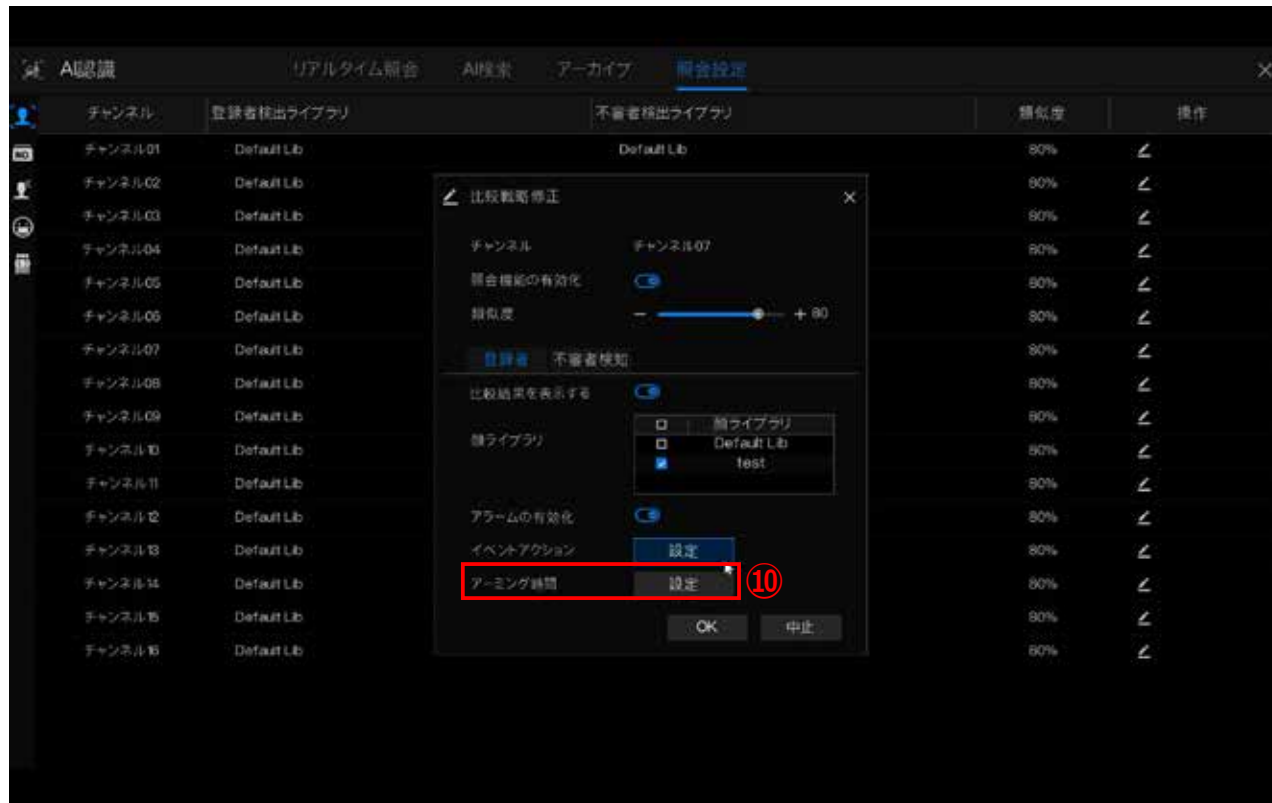 AI認識 リアルタイム照会 AI検索 アーカイブ 照会設定
チャンネル 登録者検出ライブラリ 不審者検出ライブラリ 類似度 操作
チャンネル01 Default Lib Default Lib 80%
チャンネル02 Default Lib 80%
チャンネル03 Default Lib 80%
チャンネル04 Default Lib 80%
チャンネル05 Default Lib 80%
チャンネル06 Default Lib 80%
チャンネル07 Default Lib 80%
チャンネル08 Default Lib 80%
チャンネル09 Default Lib 80%
チャンネル10 Default Lib 80%
チャンネル11 Default Lib 80%
チャンネル12 Default Lib 80%
チャンネル13 Default Lib 80%
チャンネル14 Default Lib 80%
チャンネル15 Default Lib 80%
チャンネル16 Default Lib 80%
比較戦略修正
チャンネル チャンネル07
照会機能の有効化
類似度 80
登録者 不審者検知
比較結果を表示する
顔ライブラリ
顔ライブラリ
Default Lib
test
アラームの有効化
イベントアクション 設定
アーミング時間 設定 ⑩
OK 中止